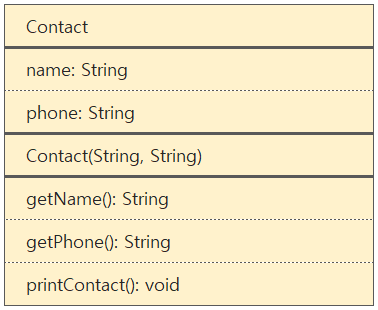 Contact
name: String
phone: String
Contact(String, String)
getName(): String
getPhone(): String
printContact(): void